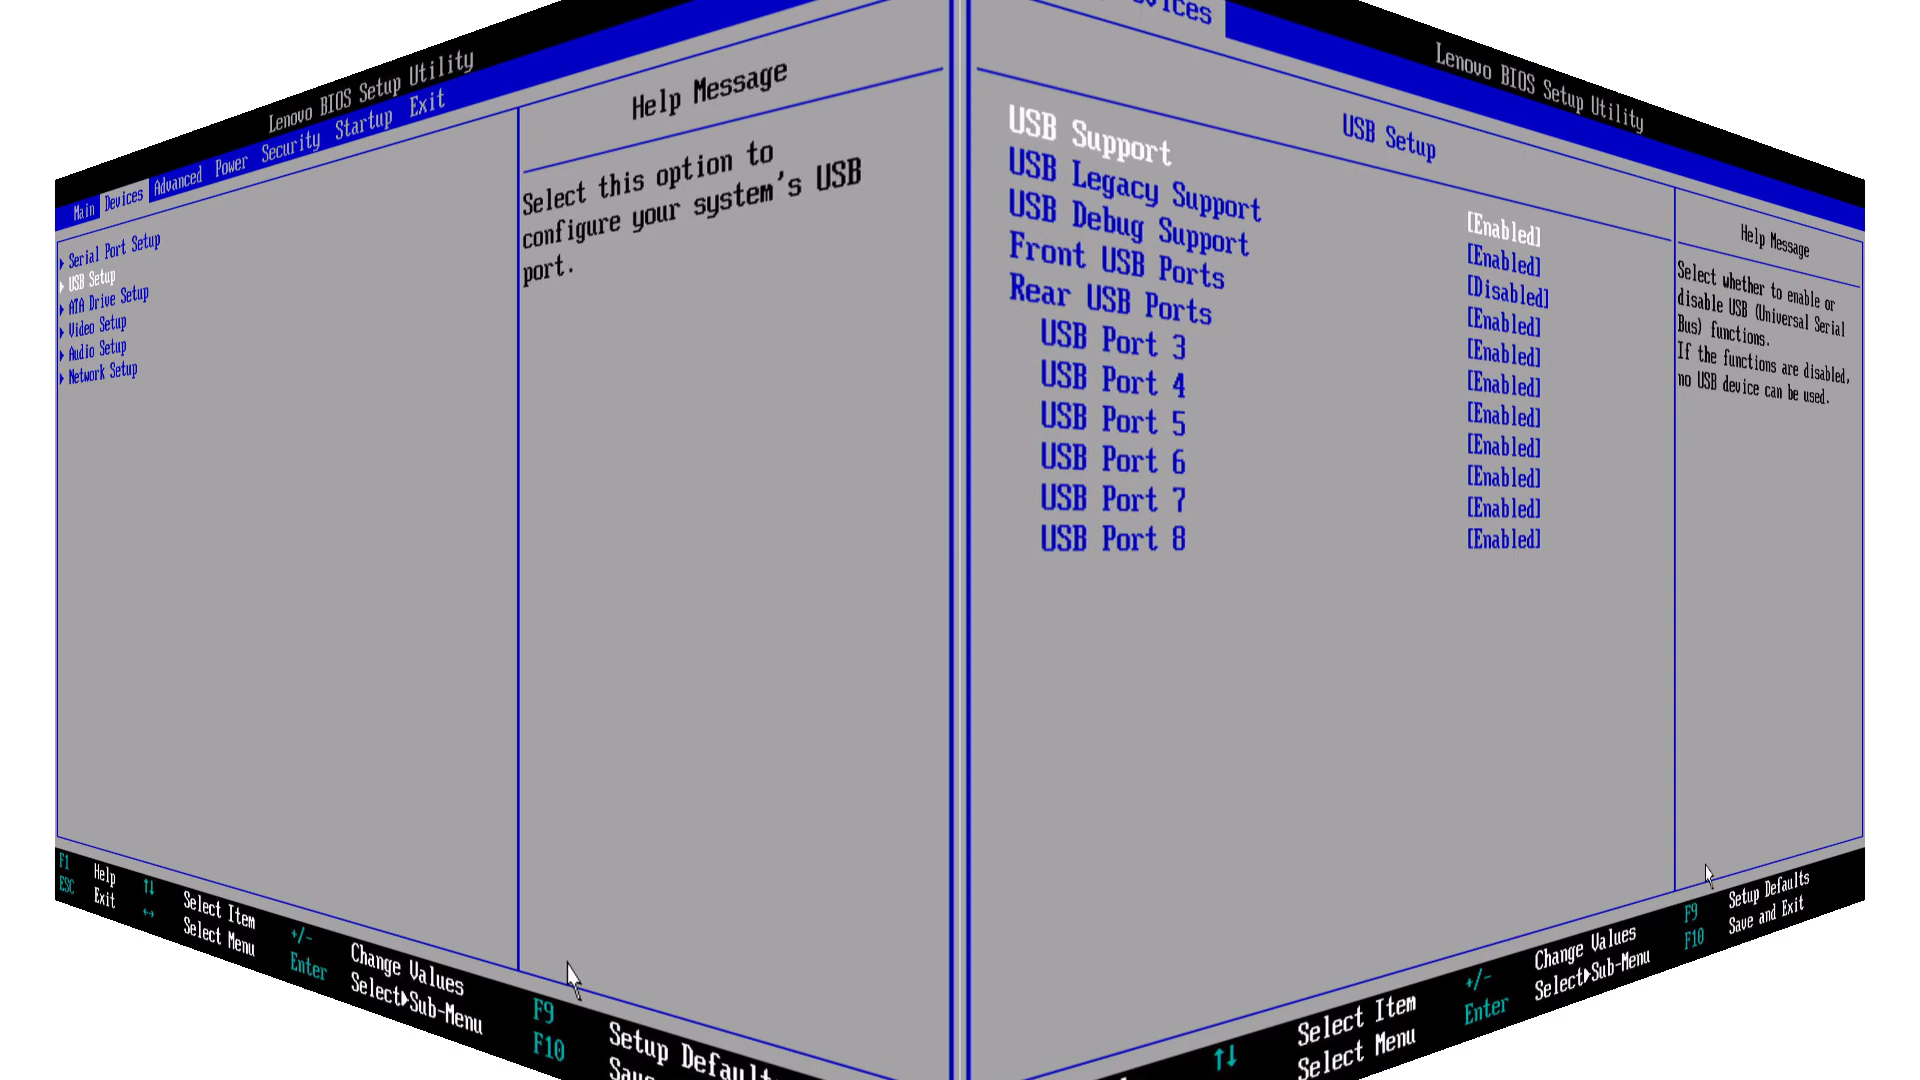 Lenovo BIOS Setup Utility
Main Devices Advanced Power Security Startup Exit
Serial Port Setup
USB Setup
ATA Drive Setup
Video Setup
Audio Setup
Network Setup
Help Message
Select this option to
configure your system's USB
port.
F1 Help ↑↓ Select Item +/- Change Values F9 Setup Default
ESC Exit ↔ Select Menu Enter Select▶Sub-Menu F10
Lenovo BIOS Setup Utility
USB Setup
USB Support [Enabled]
USB Legacy Support [Enabled]
USB Debug Support [Disabled]
Front USB Ports [Enabled]
Rear USB Ports [Enabled]
USB Port 3 [Enabled]
USB Port 4 [Enabled]
USB Port 5 [Enabled]
USB Port 6 [Enabled]
USB Port 7 [Enabled]
USB Port 8 [Enabled]
Help Message
Select whether to enable or
disable USB (Universal Serial
Bus) functions.
If the functions are disabled,
no USB device can be used.
↑↓ Select Item +/- Change Values F9 Setup Defaults
Select Menu Enter Select▶Sub-Menu F10 Save and Exit